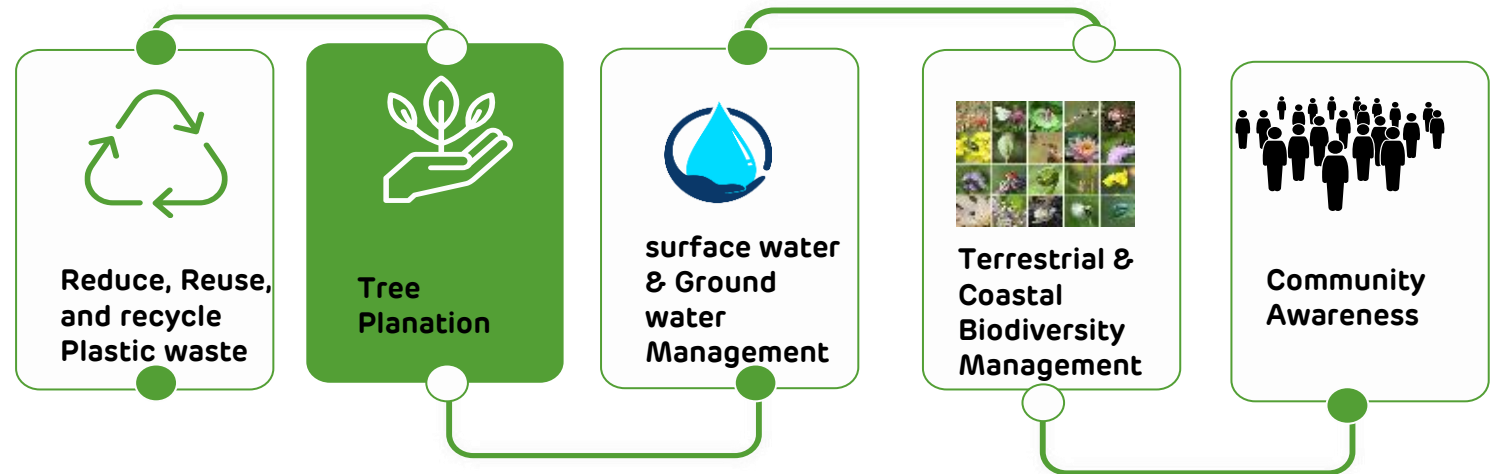 Reduce, Reuse,
and recycle
Plastic waste
Tree
Planation
surface water
& Ground
water
Management
Terrestrial &
Coastal
Biodiversity
Management
Community
Awareness